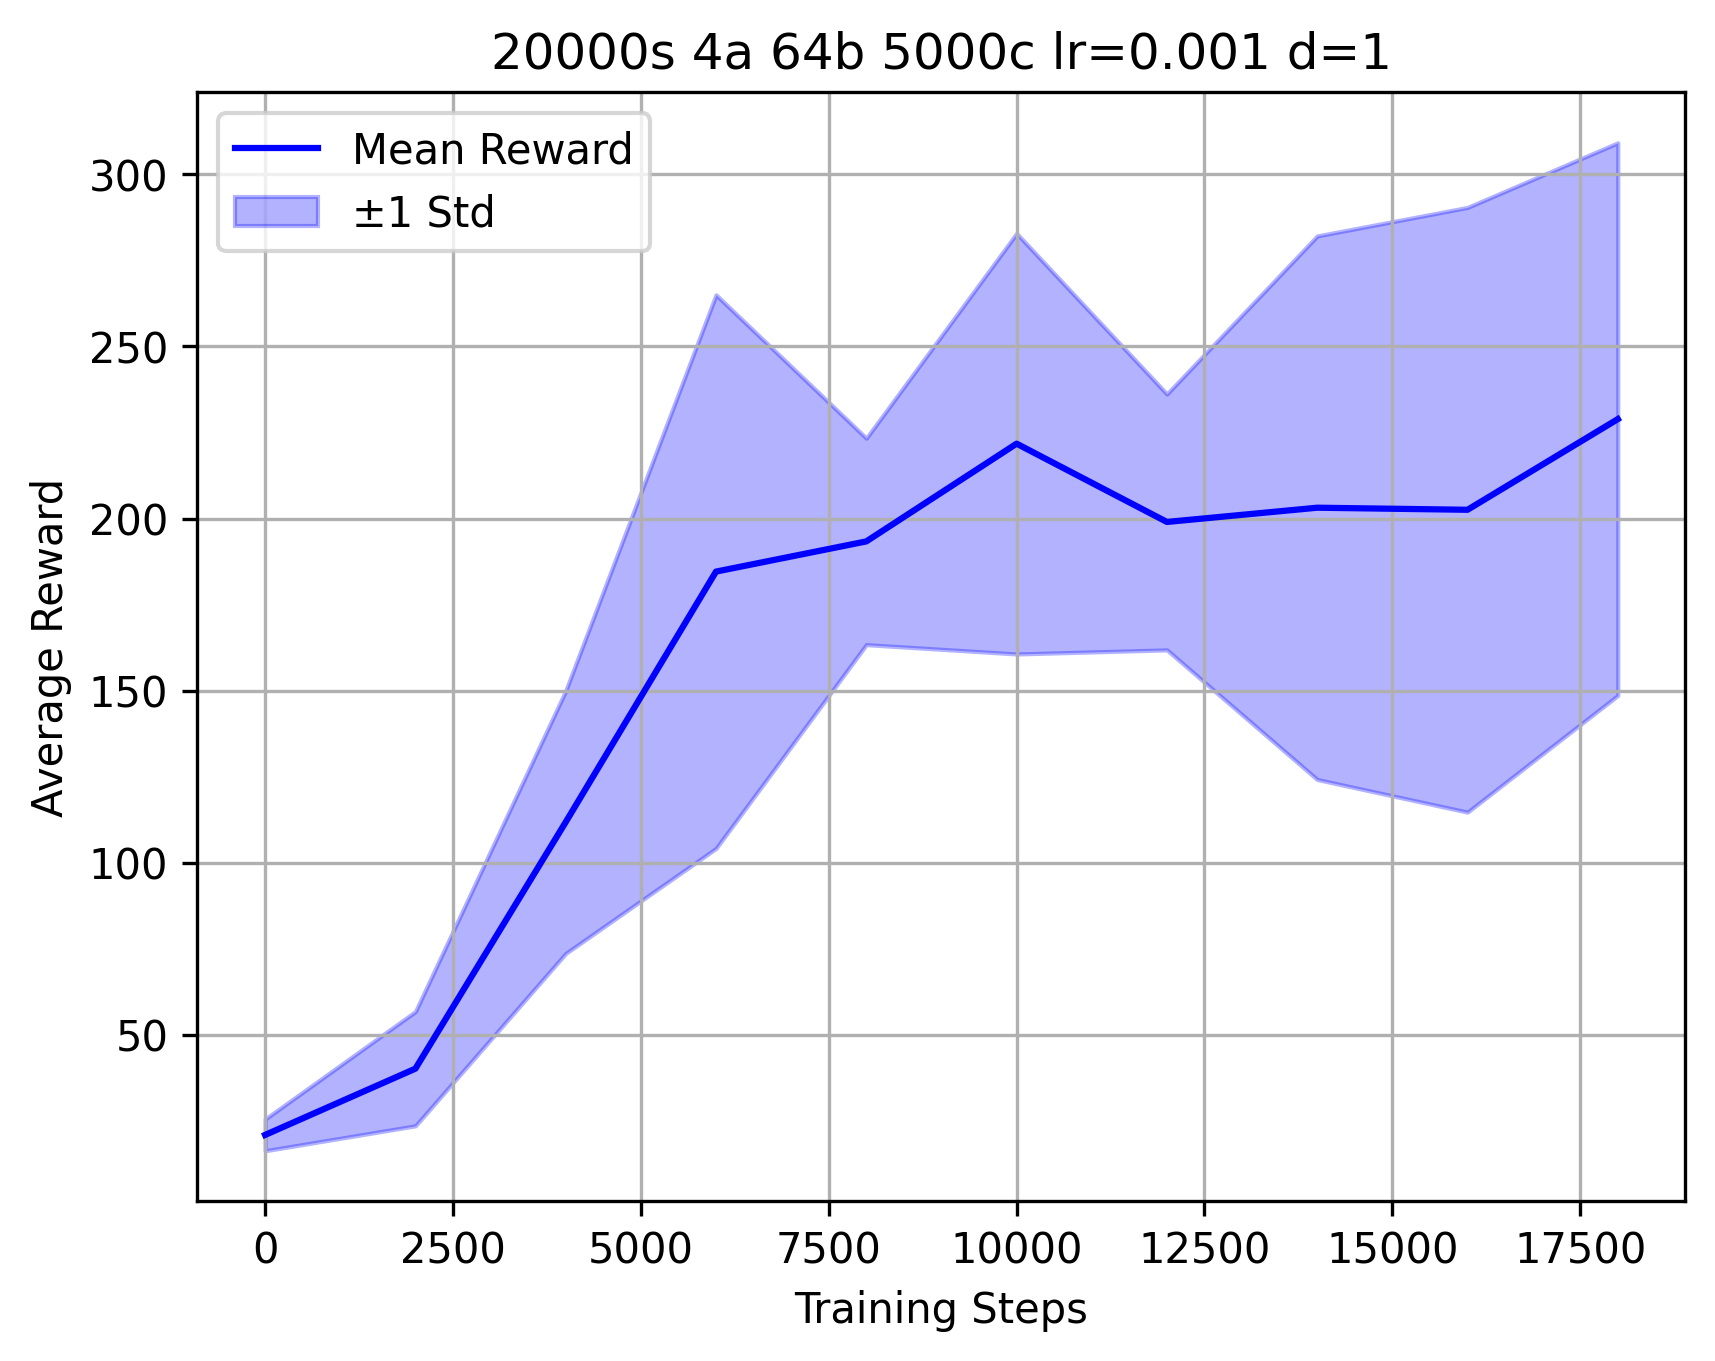 20000s 4a 64b 5000c lr=0.001 d=1
Mean Reward
±1 Std
300
250
200
150
100
50
Average Reward
0 2500 5000 7500 10000 12500 15000 17500
Training Steps